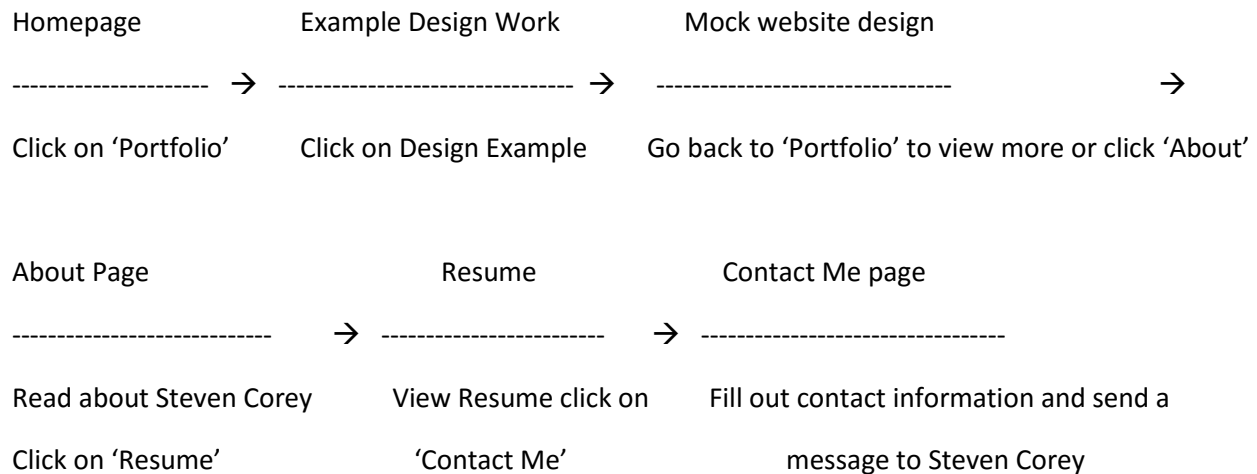 Homepage Example Design Work Mock website design
---------------------- → --------------------------------- → --------------------------------- →
Click on ‘Portfolio’ Click on Design Example Go back to ‘Portfolio’ to view more or click ‘About’
About Page Resume Contact Me page
----------------------------- → ------------------------- → ----------------------------------
Read about Steven Corey View Resume click on Fill out contact information and send a
Click on ‘Resume’ ‘Contact Me’ message to Steven Corey